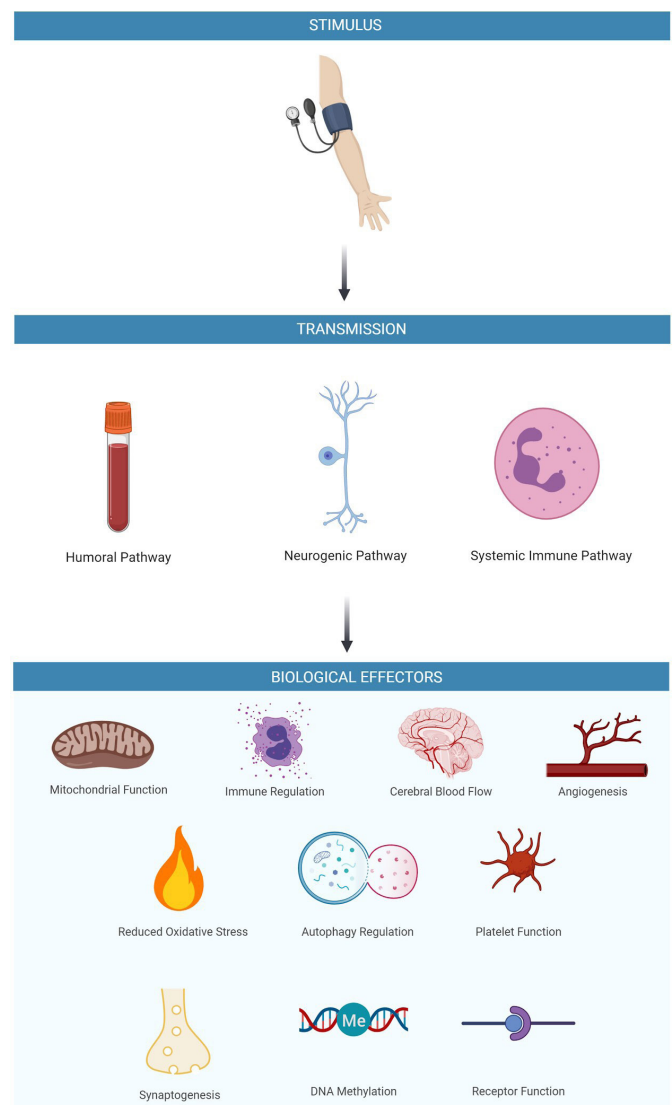 STIMULUS
TRANSMISSION
Humoral Pathway
Neurogenic Pathway
Systemic Immune Pathway
BIOLOGICAL EFFECTORS
Mitochondrial Function
Immune Regulation
Cerebral Blood Flow
Angiogenesis
Reduced Oxidative Stress
Autophagy Regulation
Platelet Function
Me
Synaptogenesis
DNA Methylation
Receptor Function